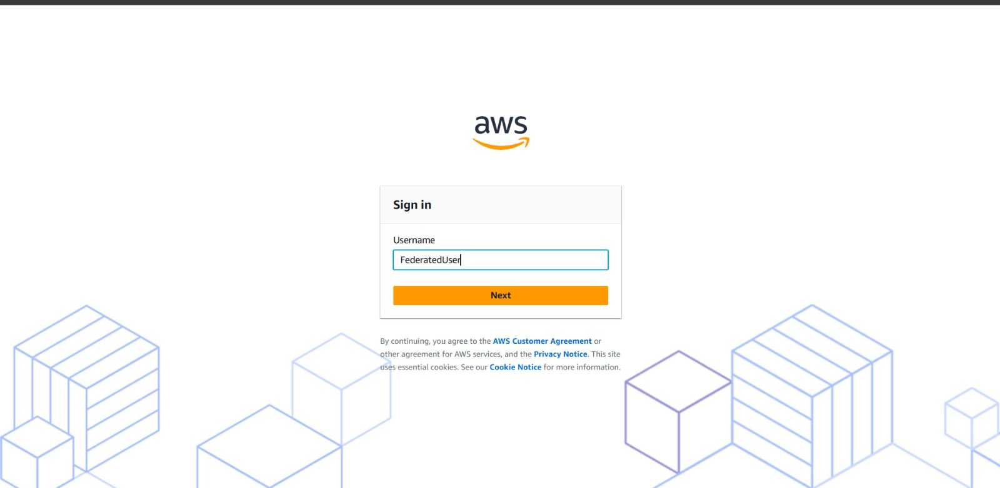 aws
Sign in
Username
FederatedUser
Next
By continuing, you agree to the AWS Customer Agreement or
other agreement for AWS services, and the Privacy Notice. This site
uses essential cookies. See our Cookie Notice for more information.